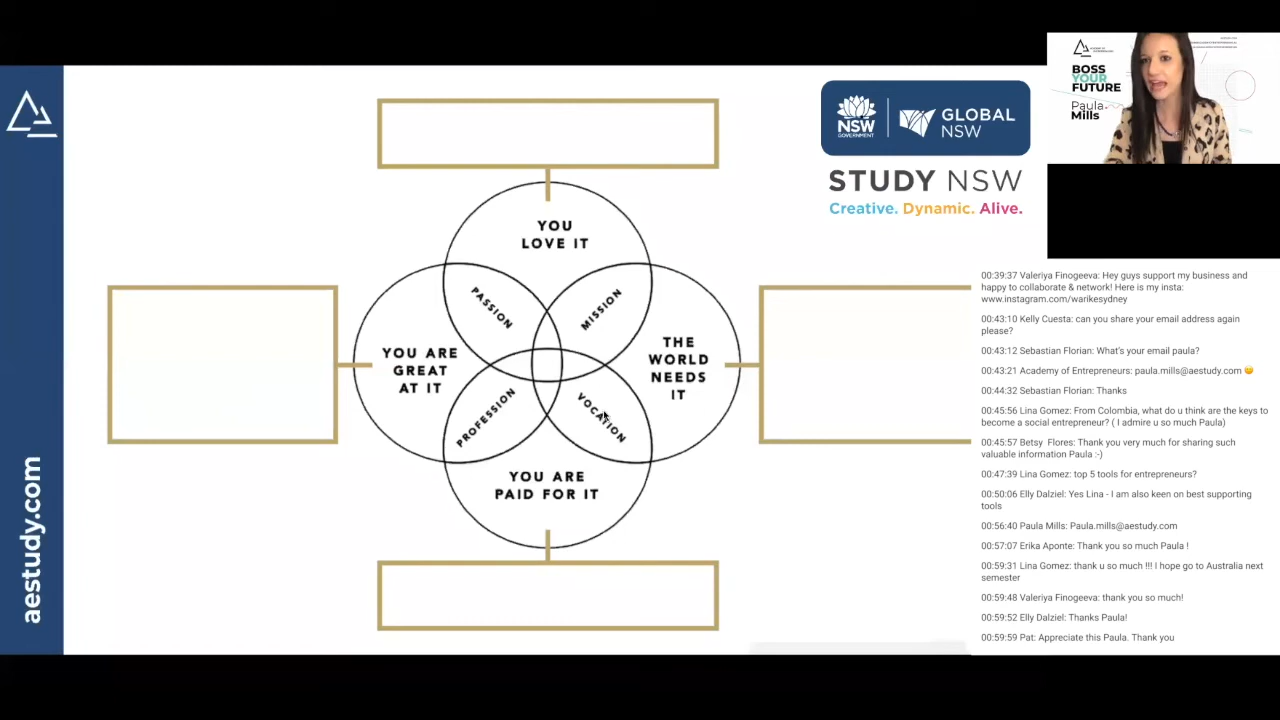 aestudy.com
YOU
LOVE IT
PASSION
MISSION
YOU ARE
GREAT
AT IT
THE
WORLD
NEEDS
IT
PROFESSION
VOCATION
YOU ARE
PAID FOR IT
NSW
GOVERNMENT
GLOBAL
NSW
STUDY NSW
Creative. Dynamic. Alive.
BOSS
YOUR
FUTURE
Paula
Mills
00:39:37 Valeriya Finogeeva: Hey guys support my business and
happy to collaborate & network! Here is my insta:
www.instagram.com/warikesydney
00:43:10 Kelly Cuesta: can you share your email address again
please?
00:43:12 Sebastian Florian: What's your email paula?
00:43:21 Academy of Entrepreneurs: paula.mills@aestudy.com 😊
00:44:32 Sebastian Florian: Thanks
00:45:56 Lina Gomez: From Colombia, what do u think are the keys to
become a social entrepreneur? ( I admire u so much Paula)
00:45:57 Betsy Flores: Thank you very much for sharing such
valuable information Paula :-)
00:47:39 Lina Gomez: top 5 tools for entrepreneurs?
00:50:06 Elly Dalziel: Yes Lina - I am also keen on best supporting
tools
00:56:40 Paula Mills: Paula.mills@aestudy.com
00:57:07 Erika Aponte: Thank you so much Paula !
00:59:31 Lina Gomez: thank u so much !!! I hope go to Australia next
semester
00:59:48 Valeriya Finogeeva: thank you so much!
00:59:52 Elly Dalziel: Thanks Paula!
00:59:59 Pat: Appreciate this Paula. Thank you